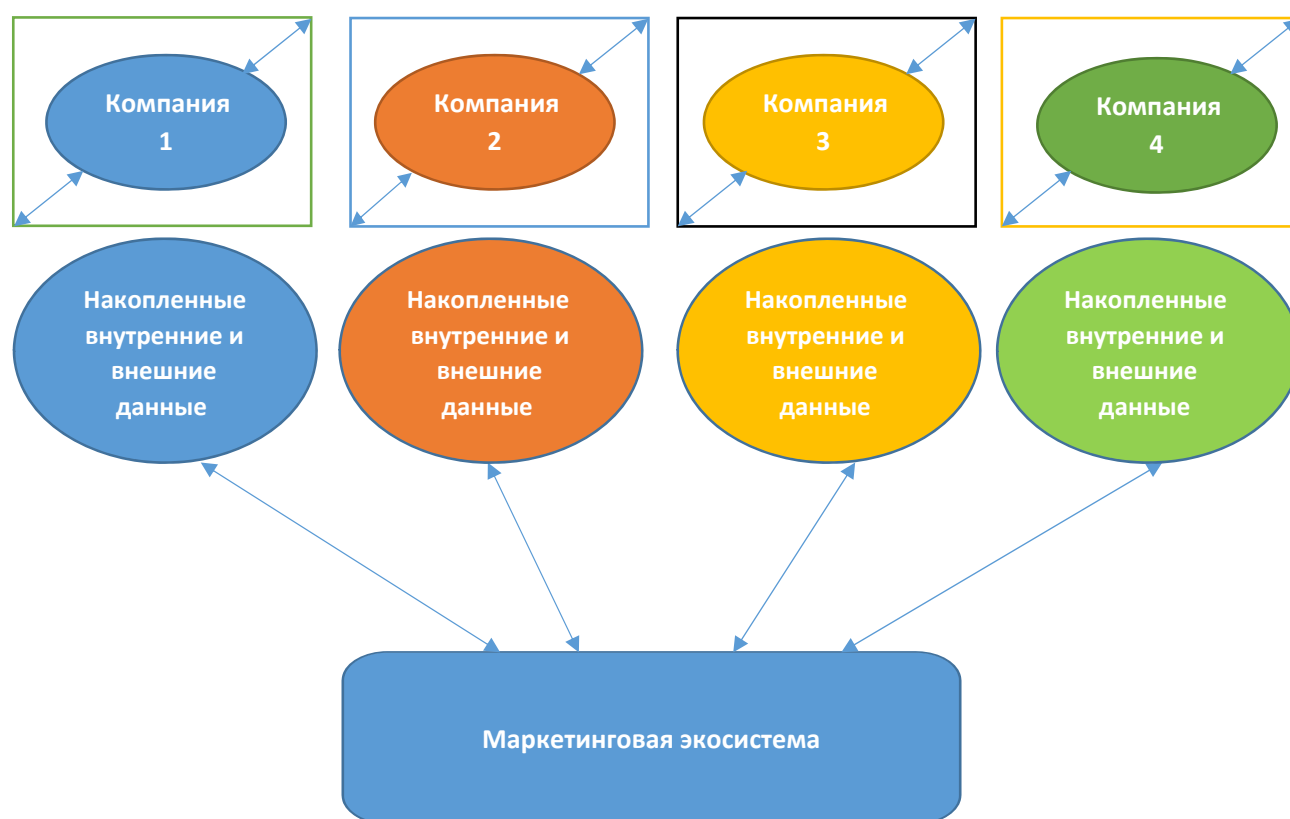 Компания
1
Компания
2
Компания
3
Компания
4
Накопленные
внутренние и
внешние
данные
Накопленные
внутренние и
внешние
данные
Накопленные
внутренние и
внешние
данные
Накопленные
внутренние и
внешние
данные
Маркетинговая экосистема